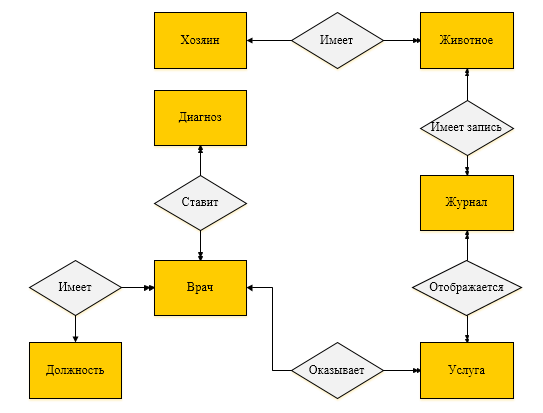 Хозяин
Имеет
Животное
Диагноз
Имеет запись
Ставит
Журнал
Имеет
Врач
Отображается
Должность
Оказывает
Услуга